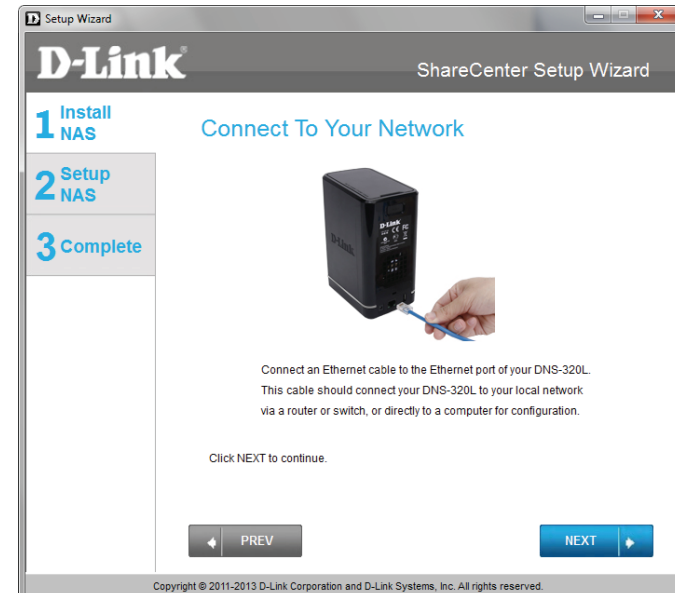 Setup Wizard
D-Link
ShareCenter Setup Wizard
1 Install
NAS
2 Setup
NAS
3 Complete
Connect To Your Network
D-Link
D-Link
Connect an Ethernet cable to the Ethernet port of your DNS-320L.
This cable should connect your DNS-320L to your local network
via a router or switch, or directly to a computer for configuration.
Click NEXT to continue.
PREV
NEXT
Copyright © 2011-2013 D-Link Corporation and D-Link Systems, Inc. All rights reserved.